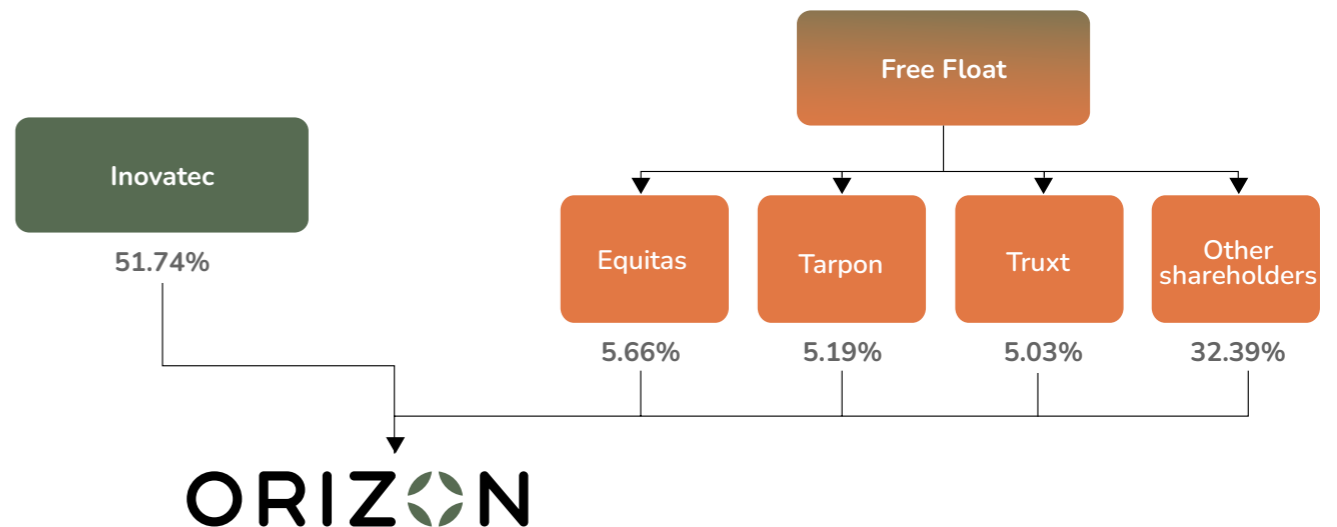 Free Float
Inovatec
51.74%
Equitas
Tarpon
Truxt
Other
shareholders
5.66%
5.19%
5.03%
32.39%
ORIZON